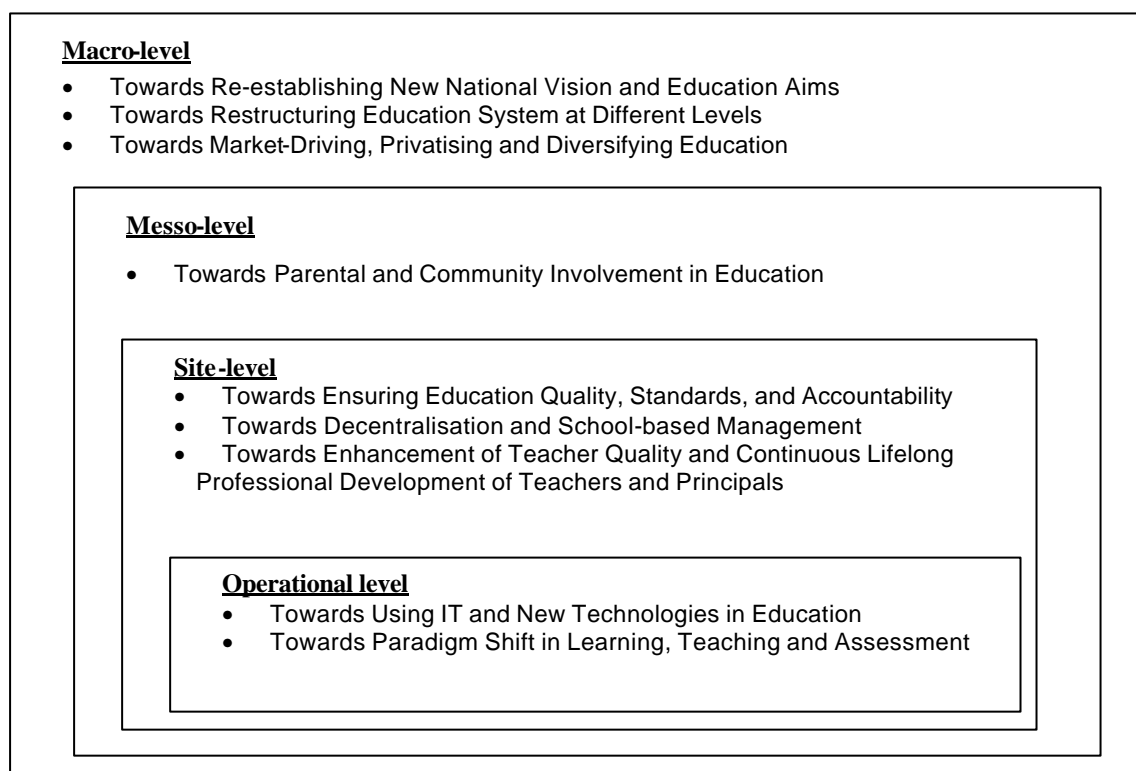 Macro-level
• Towards Re-establishing New National Vision and Education Aims
• Towards Restructuring Education System at Different Levels
• Towards Market-Driving, Privatising and Diversifying Education
Messo-level
• Towards Parental and Community Involvement in Education
Site-level
• Towards Ensuring Education Quality, Standards, and Accountability
• Towards Decentralisation and School-based Management
• Towards Enhancement of Teacher Quality and Continuous Lifelong
Professional Development of Teachers and Principals
Operational level
• Towards Using IT and New Technologies in Education
• Towards Paradigm Shift in Learning, Teaching and Assessment